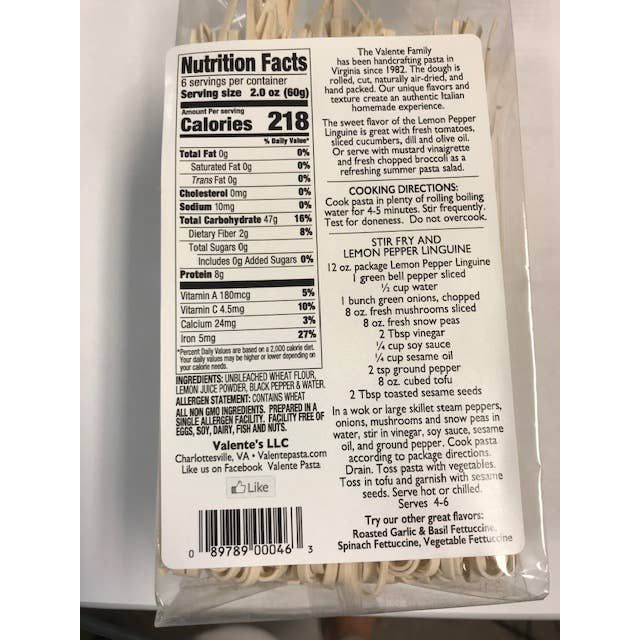 Nutrition Facts
6 servings per container
Serving size 2.0 oz (60g)
Amount Per serving
Calories 218
% Daily Value*
Total Fat 0g 0%
Saturated Fat 0g 0%
Trans Fat 0g 0%
Cholesterol 0mg 0%
Sodium 10mg 0%
Total Carbohydrate 47g 16%
Dietary Fiber 2g 8%
Total Sugars 0g
Includes 0g Added Sugars 0%
Protein 8g
Vitamin A 180mcg 5%
Vitamin C 4.5mg 10%
Calcium 24mg 3%
Iron 5mg 27%
*Percent Daily Values are based on a 2,000 calorie diet.
Your daily values may be higher or lower depending on
your calorie needs.
INGREDIENTS: UNBLEACHED WHEAT FLOUR,
LEMON JUICE POWDER, BLACK PEPPER & WATER.
ALLERGEN STATEMENT: CONTAINS WHEAT
ALL NON GMO INGREDIENTS. PREPARED IN A
SINGLE ALLERGEN FACILITY. FACILITY FREE OF
EGGS, SOY, DAIRY, FISH AND NUTS.
Valente's LLC
Charlottesville, VA • Valentepasta.com
Like us on Facebook Valente Pasta
Like
0 89789 00046 3
The Valente Family
has been handcrafting pasta in
Virginia since 1982. The dough is
rolled, cut, naturally air-dried, and
hand packed. Our unique flavors and
texture create an authentic Italian
homemade experience.
The sweet flavor of the Lemon Pepper
Linguine is great with fresh tomatoes,
sliced cucumbers, dill and olive oil.
Or serve with mustard vinaigrette
and fresh chopped broccoli as a
refreshing summer pasta salad.
COOKING DIRECTIONS:
Cook pasta in plenty of rolling boiling
water for 4-5 minutes. Stir frequently.
Test for doneness. Do not overcook.
STIR FRY AND
LEMON PEPPER LINGUINE
12 oz. package Lemon Pepper Linguine
1 green bell pepper sliced
½ cup water
1 bunch green onions, chopped
8 oz. fresh mushrooms sliced
8 oz. fresh snow peas
2 Tbsp vinegar
¼ cup soy sauce
¼ cup sesame oil
2 tsp ground pepper
8 oz. cubed tofu
2 Tbsp toasted sesame seeds
In a wok or large skillet steam peppers,
onions, mushrooms and snow peas in
water, stir in vinegar, soy sauce, sesame
oil, and ground pepper. Cook pasta
according to package directions.
Drain. Toss pasta with vegetables.
Toss in tofu and garnish with sesame
seeds. Serve hot or chilled.
Serves 4-6
Try our other great flavors:
Roasted Garlic & Basil Fettuccine,
Spinach Fettuccine, Vegetable Fettuccine